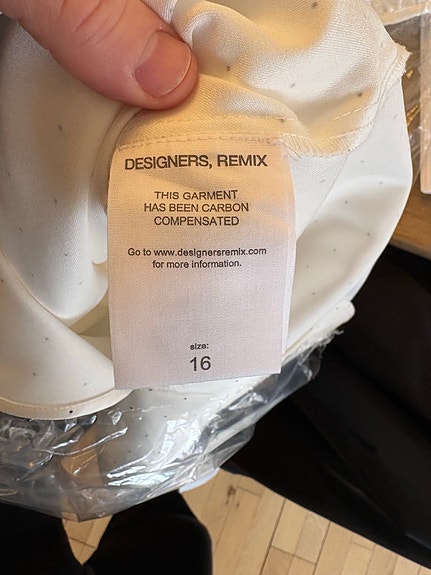 DESIGNERS, REMIX
THIS GARMENT
HAS BEEN CARBON
COMPENSATED
Go to www.designersremix.com
for more information.
size:
16